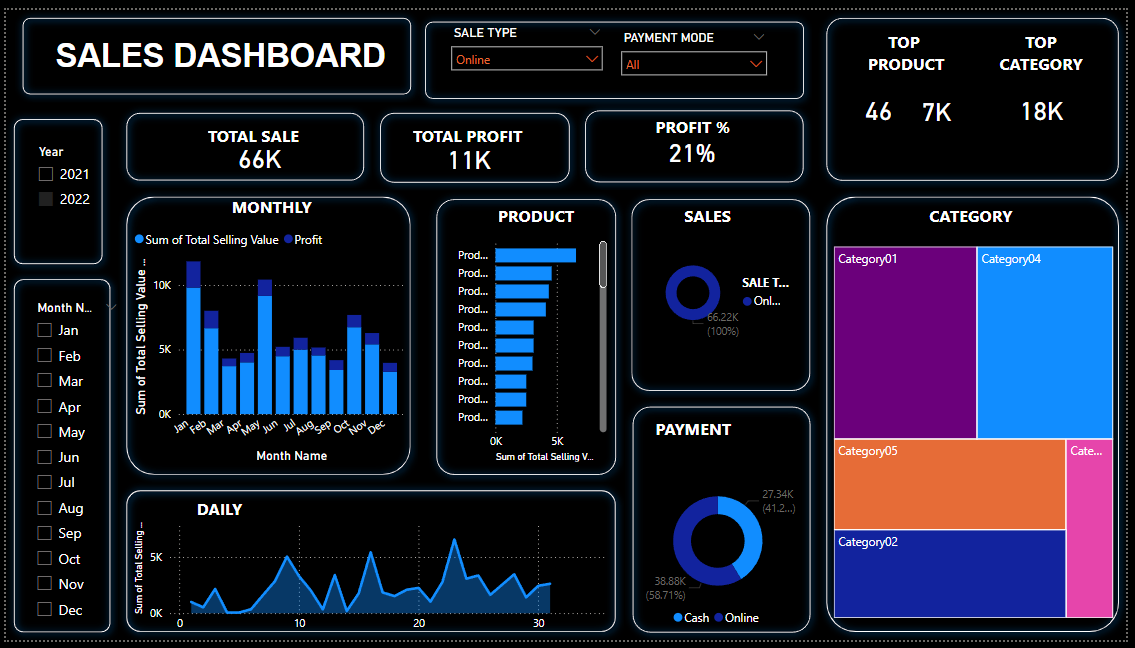 SALES DASHBOARD
SALE TYPE
Online
PAYMENT MODE
All
TOP
PRODUCT
46 7K
TOP
CATEGORY
18K
Year
2021
2022
TOTAL SALE
66K
TOTAL PROFIT
11K
PROFIT %
21%
Month N...
Jan
Feb
Mar
Apr
May
Jun
Jul
Aug
Sep
Oct
Nov
Dec
MONTHLY
Sum of Total Selling Value Profit
Sum of Total Selling Value ...
10K
5K
0K
Jan Feb Mar Apr May Jun Jul Aug Sep Oct Nov Dec
Month Name
PRODUCT
Prod...
Prod...
Prod...
Prod...
Prod...
Prod...
Prod...
Prod...
Prod...
Prod...
0K 5K
Sum of Total Selling V...
SALES
SALE T...
Onl...
66.22K
(100%)
PAYMENT
27.34K
(41.2...)
38.88K
(58.71%)
Cash Online
CATEGORY
Category01
Category04
Category05
Cate...
Category02
DAILY
Sum of Total Selling ...
5K
0K
0 10 20 30